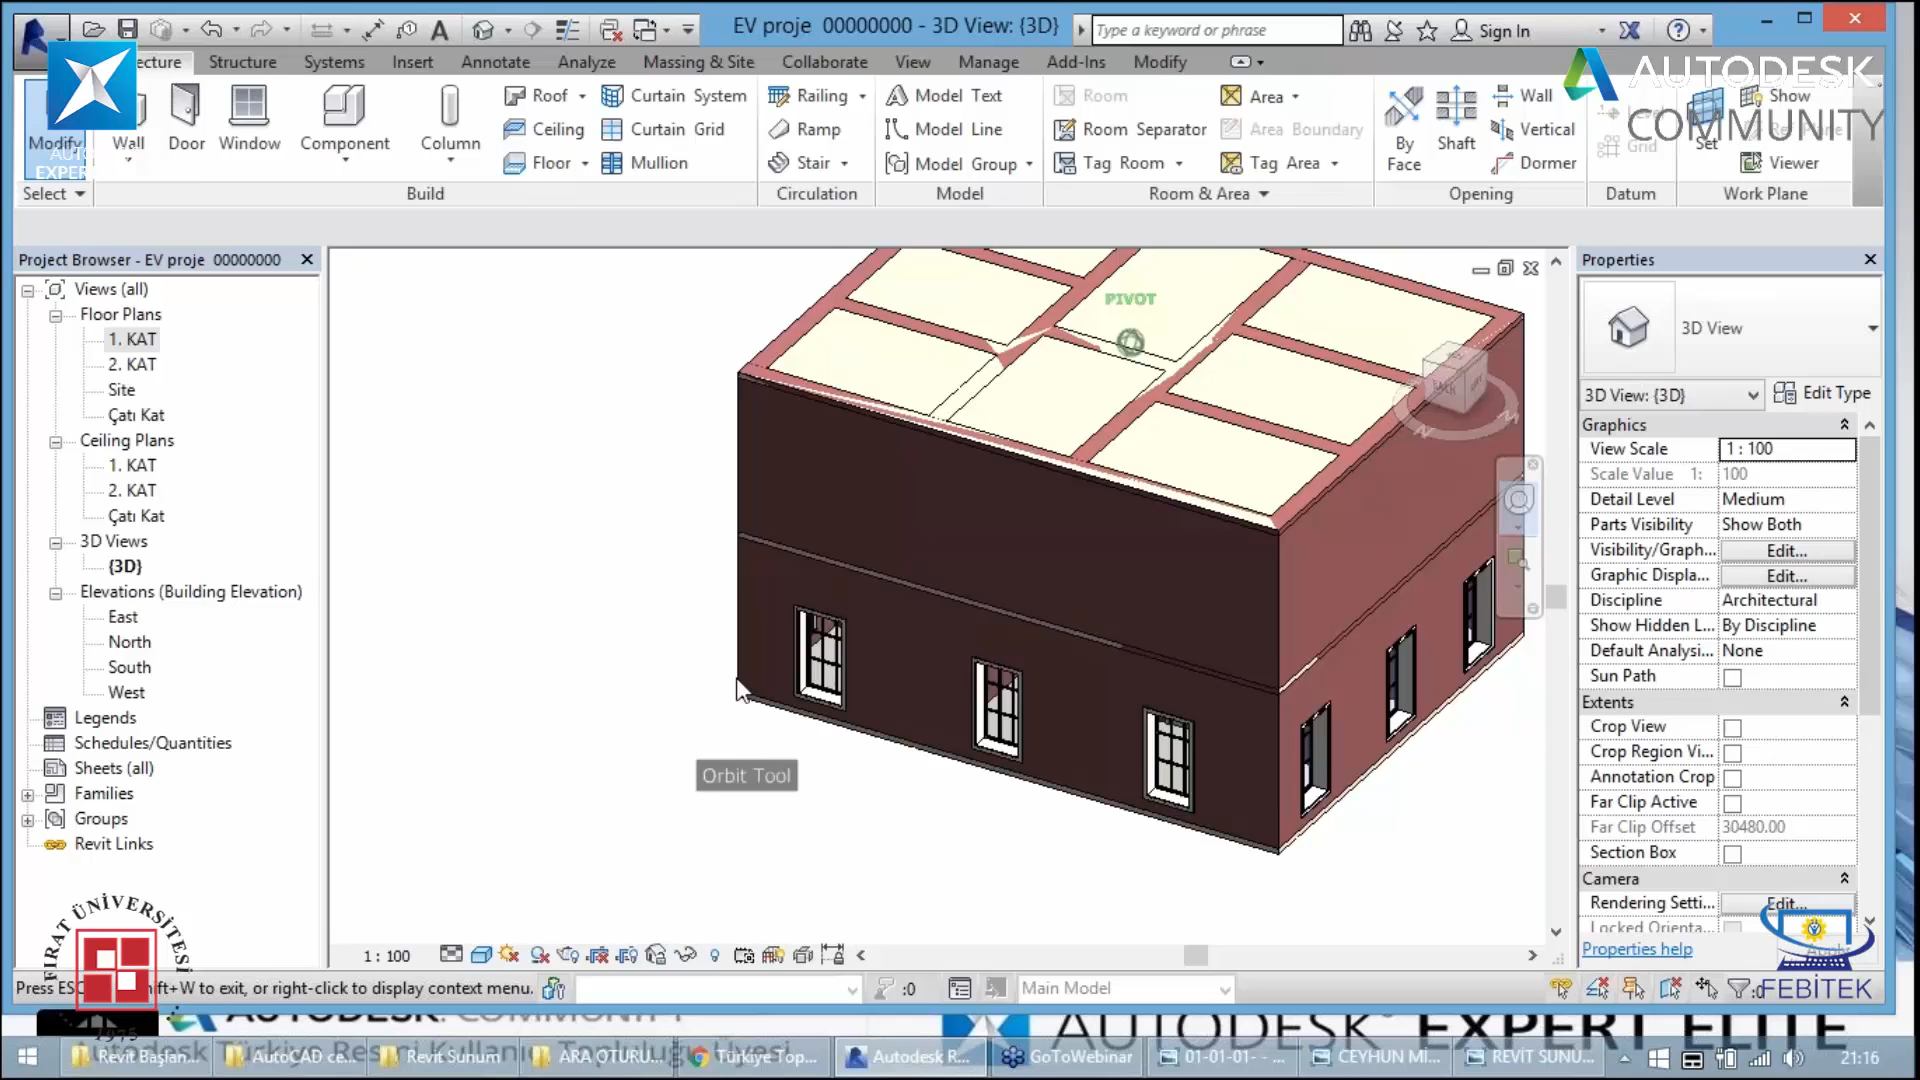 EV proje 00000000 - 3D View: {3D}
Type a keyword or phrase
Sign In
Structure
Systems
Insert
Annotate
Analyze
Massing & Site
Collaborate
View
Manage
Add-Ins
Modify
AUTODESK
COMMUNITY
Modify
Wall
Door
Window
Component
Column
Roof
Ceiling
Floor
Curtain System
Curtain Grid
Mullion
Railing
Ramp
Stair
Model Text
Model Line
Model Group
Room
Room Separator
Tag Room
Area
Area Boundary
Tag Area
By Face
Shaft
Wall
Vertical
Dormer
Grid
Set
Show
Viewer
Select
Build
Circulation
Model
Room & Area
Opening
Datum
Work Plane
Project Browser - EV proje 00000000
Views (all)
Floor Plans
1. KAT
2. KAT
Site
Çatı Kat
Ceiling Plans
1. KAT
2. KAT
Çatı Kat
3D Views
{3D}
Elevations (Building Elevation)
East
North
South
West
Legends
Schedules/Quantities
Sheets (all)
Families
Groups
Revit Links
PIVOT
Orbit Tool
Properties
3D View
3D View: {3D}
Edit Type
Graphics
View Scale 1 : 100
Scale Value 1: 100
Detail Level Medium
Parts Visibility Show Both
Visibility/Graph... Edit...
Graphic Displa... Edit...
Discipline Architectural
Show Hidden L... By Discipline
Default Analysi... None
Sun Path
Extents
Crop View
Crop Region Vi...
Annotation Crop
Far Clip Active
Far Clip Offset 30480.00
Section Box
Camera
Rendering Setti... Edit...
Locked Orienta...
Properties help
FEBİTEK
FIRAT ÜNİVERSİTESİ
1975
1 : 100
Press ESC
ift+W to exit, or right-click to display context menu.
:0
Main Model
AUTODESK EXPERT ELITE
Revit Başlan...
AutoCAD ce...
Revit Sunum
ARA OTURU...
Türkiye Top...
Autodesk R...
GoToWebinar
01-01-01- - ...
CEYHUN Mİ...
REVİT SUNU...
21:16